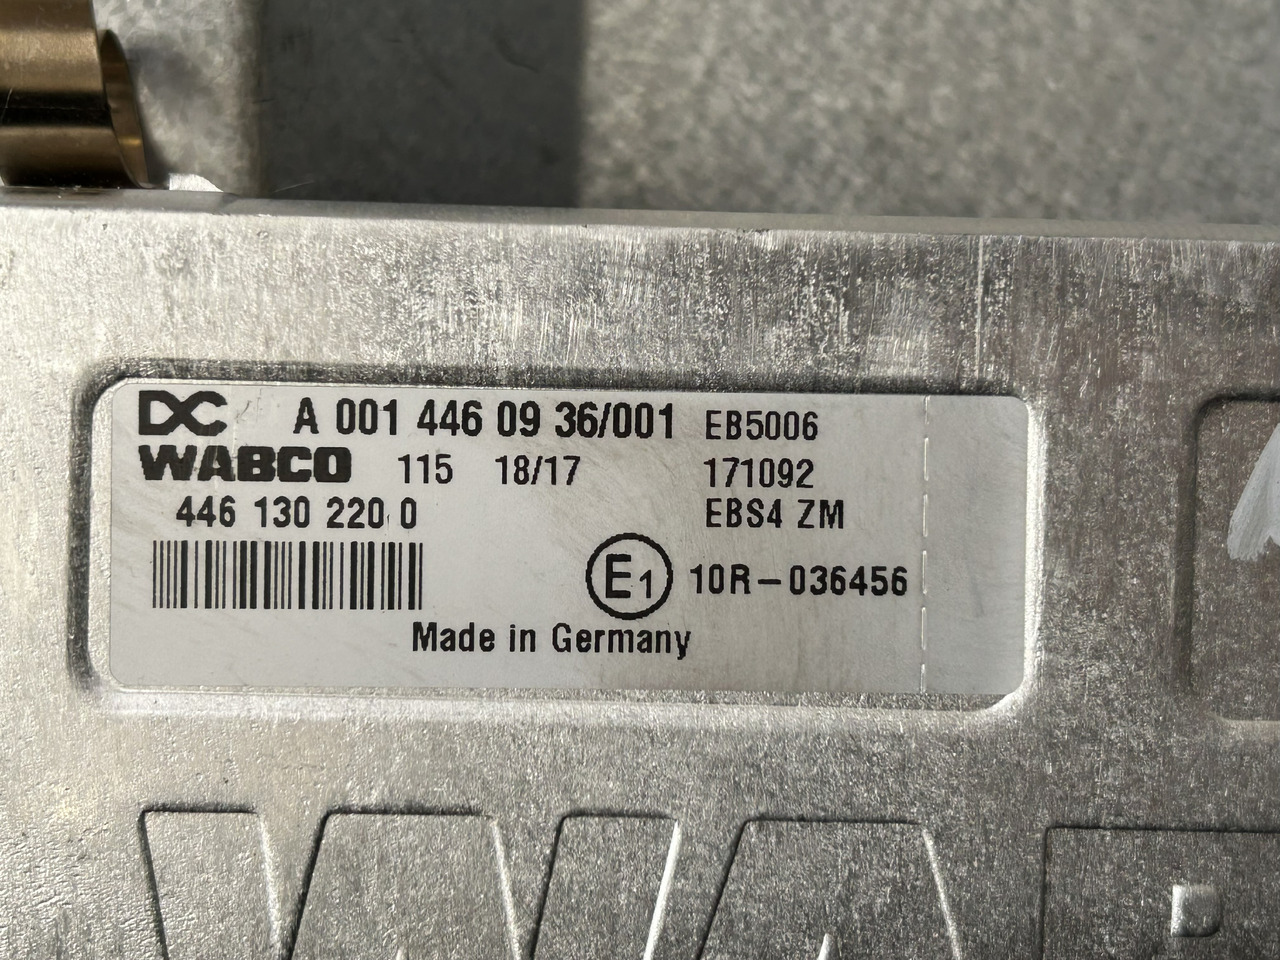 DC A 001 446 09 36/001 EB5006
WABCO 115 18/17 171092
446 130 220 0 EBS4 ZM
E1 10R-036456
Made in Germany